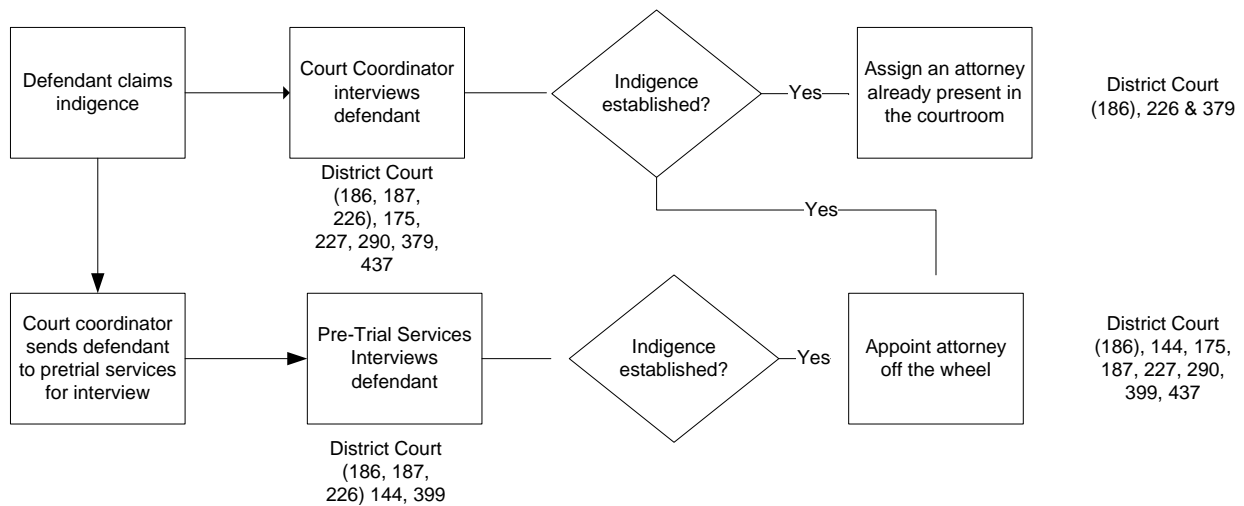 Defendant claims
indigence
Court Coordinator
interviews
defendant
District Court
(186, 187,
226), 175,
227, 290, 379,
437
Indigence
established?
Yes
Assign an attorney
already present in
the courtroom
District Court
(186), 226 & 379
Yes
Court coordinator
sends defendant
to pretrial services
for interview
Pre-Trial Services
Interviews
defendant
District Court
(186, 187,
226) 144, 399
Indigence
established?
Yes
Appoint attorney
off the wheel
District Court
(186), 144, 175,
187, 227, 290,
399, 437